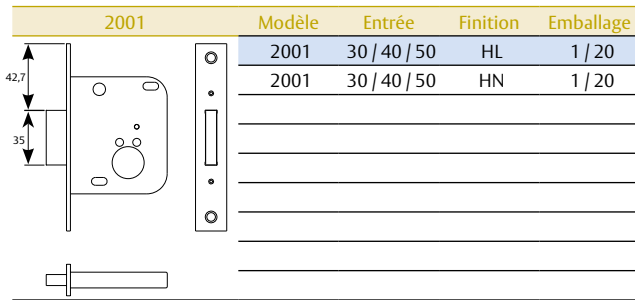 2001 Modèle Entrée Finition Emballage
2001 30 / 40 / 50 HL 1 / 20
2001 30 / 40 / 50 HN 1 / 20
42,7
35